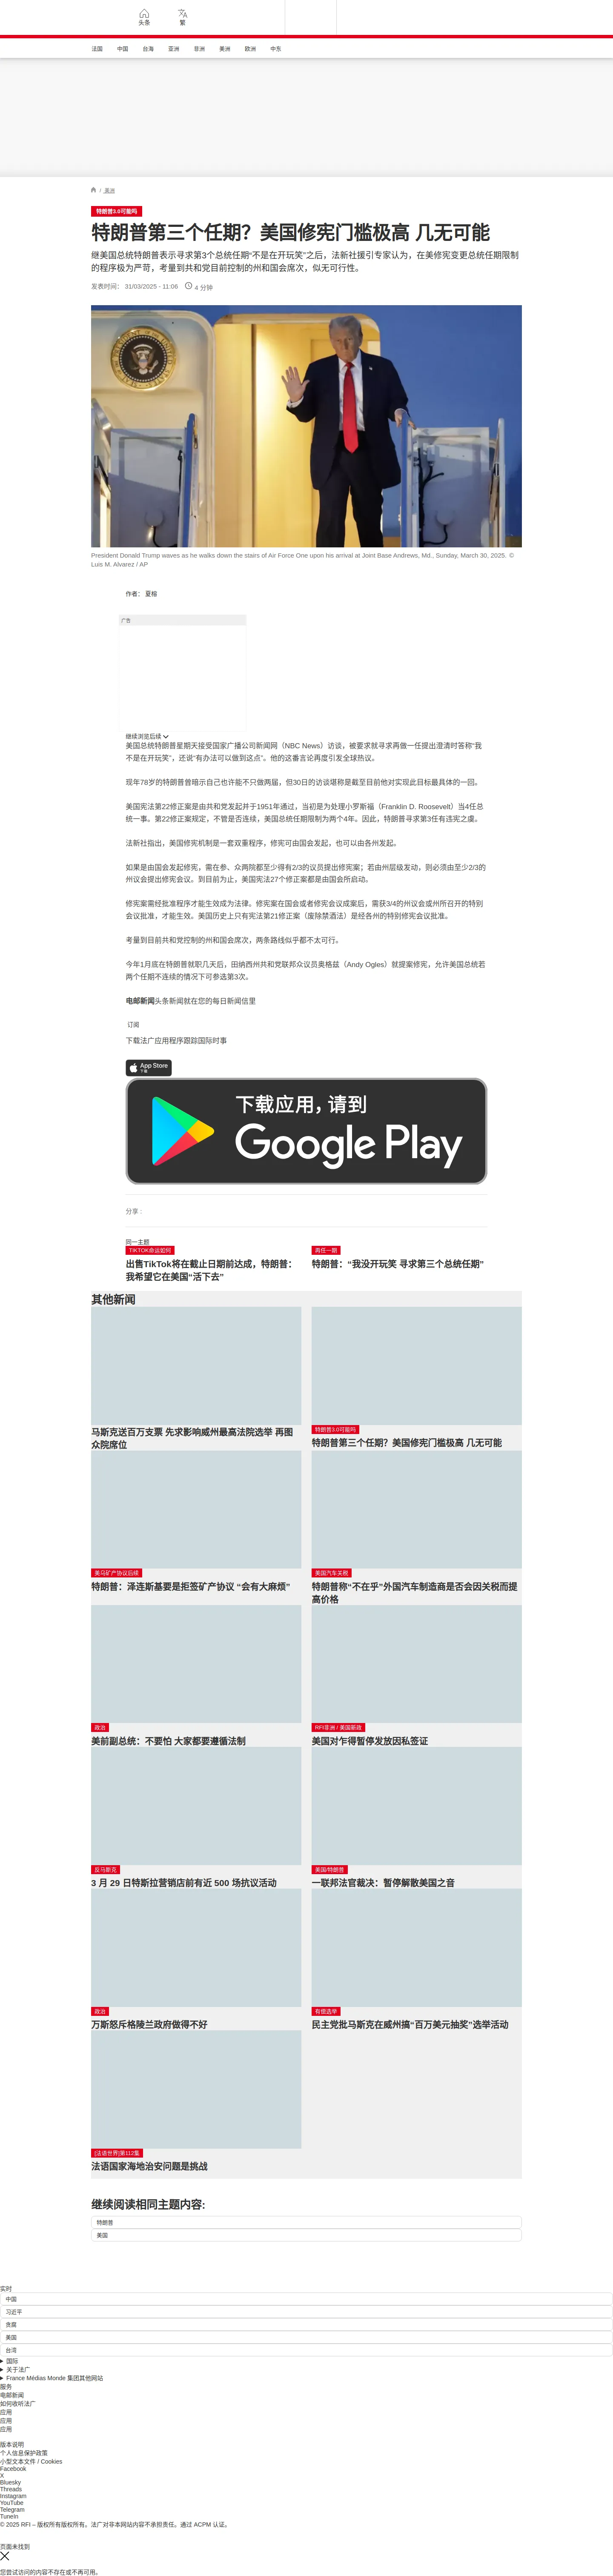 头条
繁
法国
中国
台海
亚洲
非洲
美洲
欧洲
中东
/ 美洲
特朗普3.0可能吗
特朗普第三个任期？美国修宪门槛极高 几无可能
继美国总统特朗普表示寻求第3个总统任期“不是在开玩笑”之后，法新社援引专家认为，在美修宪变更总统任期限制
的程序极为严苛，考量到共和党目前控制的州和国会席次，似无可行性。
发表时间： 31/03/2025 - 11:06
4 分钟
President Donald Trump waves as he walks down the stairs of Air Force One upon his arrival at Joint Base Andrews, Md., Sunday, March 30, 2025. ©
Luis M. Alvarez / AP
作者： 夏榕
广告
继续浏览后续
美国总统特朗普星期天接受国家广播公司新闻网（NBC News）访谈，被要求就寻求再做一任提出澄清时答称“我
不是在开玩笑”，还说“有办法可以做到这点”。他的这番言论再度引发全球热议。
现年78岁的特朗普曾暗示自己也许能不只做两届，但30日的访谈堪称是截至目前他对实现此目标最具体的一回。
美国宪法第22修正案是由共和党发起并于1951年通过，当初是为处理小罗斯福（Franklin D. Roosevelt）当4任总
统一事。第22修正案规定，不管是否连续，美国总统任期限制为两个4年。因此，特朗普寻求第3任有违宪之虞。
法新社指出，美国修宪机制是一套双重程序，修宪可由国会发起，也可以由各州发起。
如果是由国会发起修宪，需在参、众两院都至少得有2/3的议员提出修宪案；若由州层级发动，则必须由至少2/3的
州议会提出修宪会议。到目前为止，美国宪法27个修正案都是由国会所启动。
修宪案需经批准程序才能生效成为法律。修宪案在国会或者修宪会议成案后，需获3/4的州议会或州所召开的特别
会议批准，才能生效。美国历史上只有宪法第21修正案（废除禁酒法）是经各州的特别修宪会议批准。
考量到目前共和党控制的州和国会席次，两条路线似乎都不太可行。
今年1月底在特朗普就职几天后，田纳西州共和党联邦众议员奥格兹（Andy Ogles）就提案修宪，允许美国总统若
两个任期不连续的情况下可参选第3次。
电邮新闻头条新闻就在您的每日新闻信里
订阅
下载法广应用程序跟踪国际时事
App Store
下载
下载应用，请到
Google Play
分享 :
同一主题
TIKTOK命运如何
出售TikTok将在截止日期前达成，特朗普：
我希望它在美国“活下去”
再任一期
特朗普：“我没开玩笑 寻求第三个总统任期”
其他新闻
马斯克送百万支票 先求影响威州最高法院选举 再图
众院席位
特朗普3.0可能吗
特朗普第三个任期？美国修宪门槛极高 几无可能
美乌矿产协议后续
特朗普：泽连斯基要是拒签矿产协议 “会有大麻烦”
美国汽车关税
特朗普称“不在乎”外国汽车制造商是否会因关税而提
高价格
政治
美前副总统：不要怕 大家都要遵循法制
RFI非洲 / 美国新政
美国对乍得暂停发放因私签证
反马斯克
3 月 29 日特斯拉营销店前有近 500 场抗议活动
美国/特朗普
一联邦法官裁决：暂停解散美国之音
政治
万斯怒斥格陵兰政府做得不好
有偿选举
民主党批马斯克在威州搞“百万美元抽奖”选举活动
[法语世界]第112集
法语国家海地治安问题是挑战
继续阅读相同主题内容:
特朗普
美国
实时
中国
习近平
贪腐
美国
台湾
国际
关于法广
France Médias Monde 集团其他网站
服务
电邮新闻
如何收听法广
应用
应用
应用
版本说明
个人信息保护政策
小型文本文件 / Cookies
Facebook
X
Bluesky
Threads
Instagram
YouTube
Telegram
TuneIn
© 2025 RFI – 版权所有版权所有。法广对非本网站内容不承担责任。通过 ACPM 认证。
页面未找到
您尝试访问的内容不存在或不再可用。